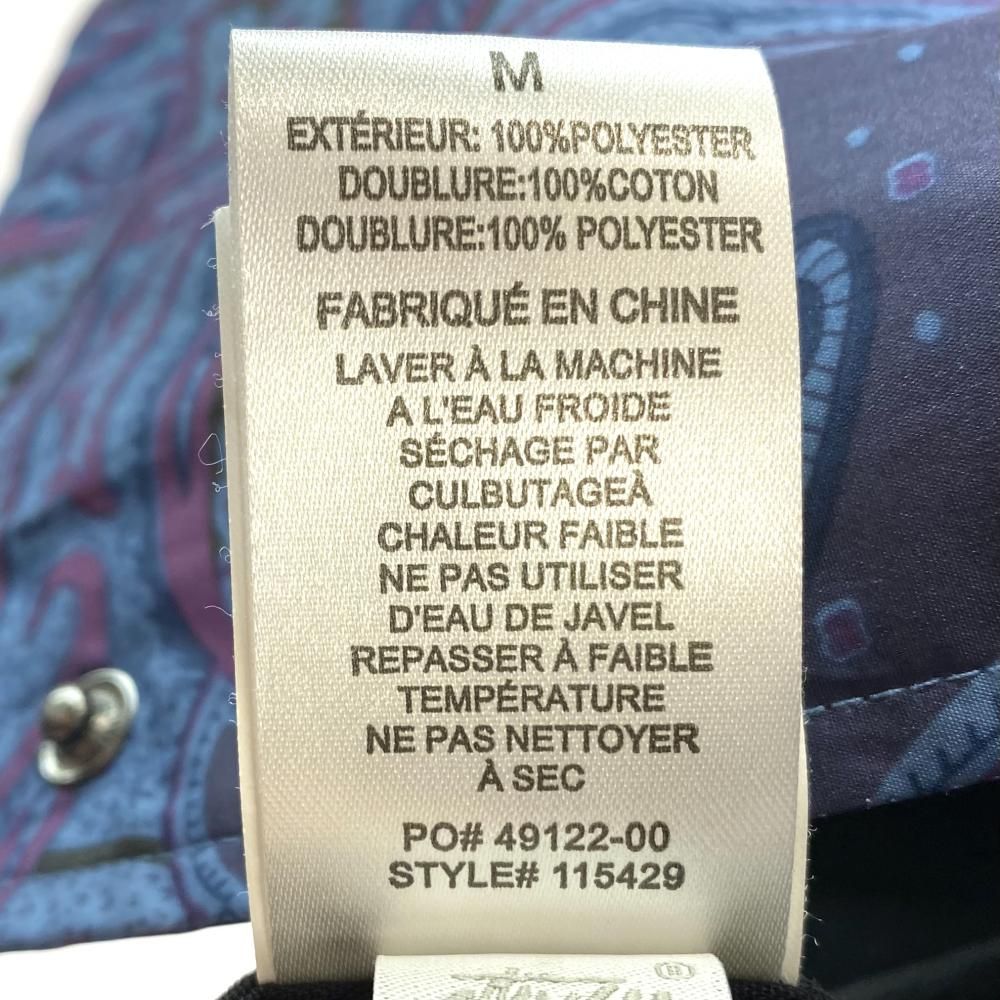 M
EXTÉRIEUR: 100%POLYESTER
DOUBLURE:100%COTON
DOUBLURE:100% POLYESTER
FABRIQUÉ EN CHINE
LAVER À LA MACHINE
A L'EAU FROIDE
SÉCHAGE PAR
CULBUTAGEÀ
CHALEUR FAIBLE
NE PAS UTILISER
D'EAU DE JAVEL
REPASSER À FAIBLE
TEMPÉRATURE
NE PAS NETTOYER
À SEC
PO# 49122-00
STYLE# 115429